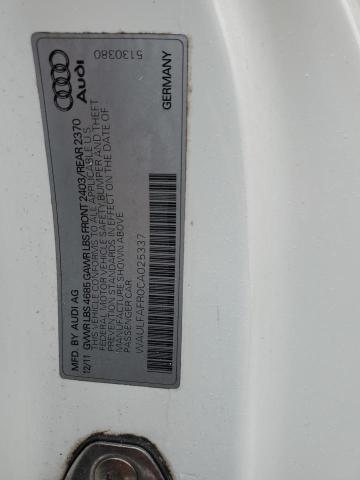 Audi
5130380
GERMANY
MFD. BY AUDI AG
12/11 GVWR LBS 4685 GAWR LBS FRONT 2403/REAR 2370
THIS VEHICLE CONFORMS TO ALL APPLICABLE U.S.
FEDERAL MOTOR VEHICLE SAFETY, BUMPER AND THEFT
PREVENTION STANDARDS IN EFFECT ON THE DATE OF
MANUFACTURE SHOWN ABOVE
PASSENGER CAR
WAULFAFR0CA025337